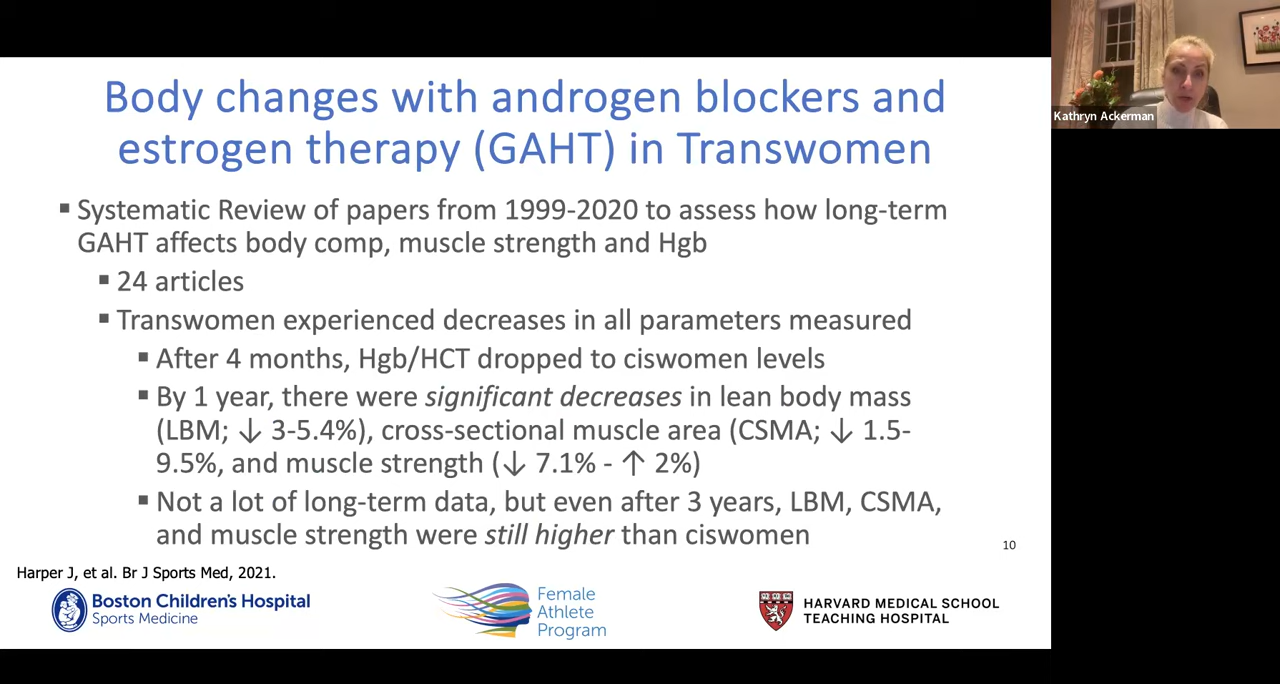 Body changes with androgen blockers and
estrogen therapy (GAHT) in Transwomen
▪ Systematic Review of papers from 1999-2020 to assess how long-term
GAHT affects body comp, muscle strength and Hgb
▪ 24 articles
▪ Transwomen experienced decreases in all parameters measured
▪ After 4 months, Hgb/HCT dropped to ciswomen levels
▪ By 1 year, there were significant decreases in lean body mass
(LBM; ↓ 3-5.4%), cross-sectional muscle area (CSMA; ↓ 1.5-
9.5%, and muscle strength (↓ 7.1% - ↑ 2%)
▪ Not a lot of long-term data, but even after 3 years, LBM, CSMA,
and muscle strength were still higher than ciswomen
10
Harper J, et al. Br J Sports Med, 2021.
Boston Children's Hospital
Sports Medicine
Female
Athlete
Program
HARVARD MEDICAL SCHOOL
TEACHING HOSPITAL
Kathryn Ackerman